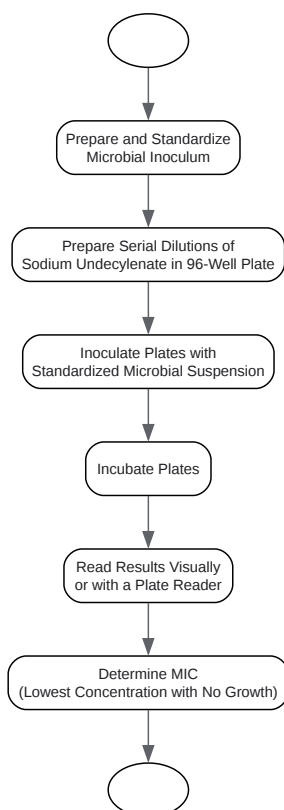 Prepare and Standardize
Microbial Inoculum
Prepare Serial Dilutions of
Sodium Undecylenate in 96-Well Plate
Inoculate Plates with
Standardized Microbial Suspension
Incubate Plates
Read Results Visually
or with a Plate Reader
Determine MIC
(Lowest Concentration with No Growth)